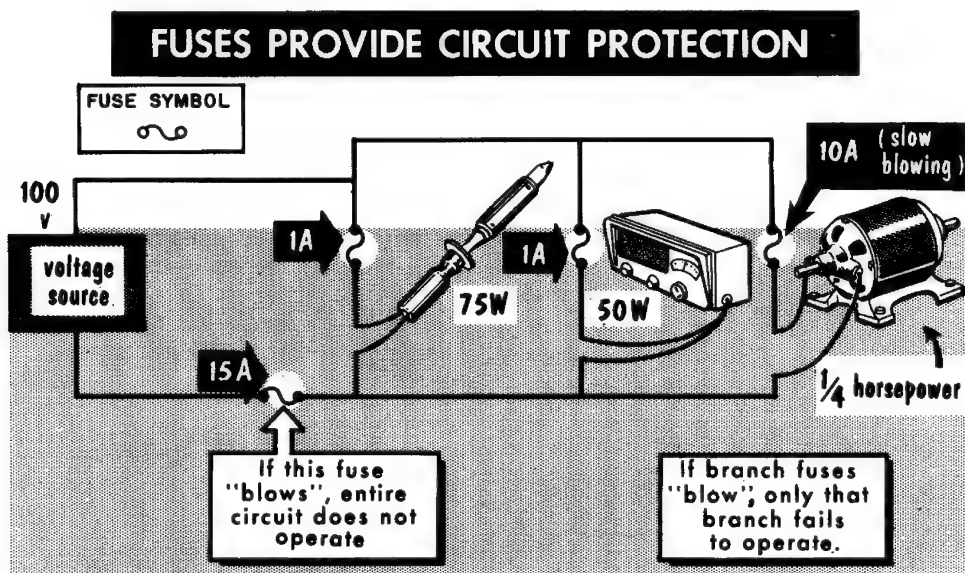 FUSES PROVIDE CIRCUIT PROTECTION
FUSE SYMBOL
10A (slow
blowing)
100
v
voltage
source
1A
75W
1A
50W
15A
1/4 horsepower
If this fuse
"blows", entire
circuit does not
operate
If branch fuses
"blow", only that
branch fails
to operate.